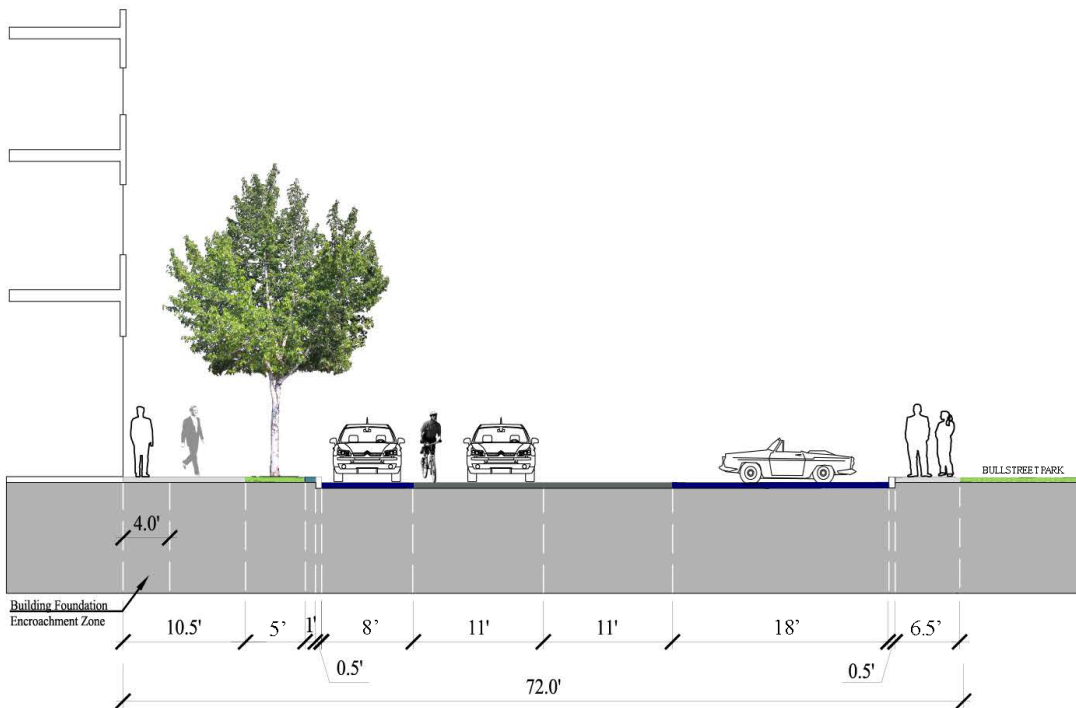 BULLSTREET PARK
4.0'
Building Foundation
Encroachment Zone
10.5' 5’ 1' 8’ 11' 11' 18’ 6.5’
0.5' 0.5'
72.0'